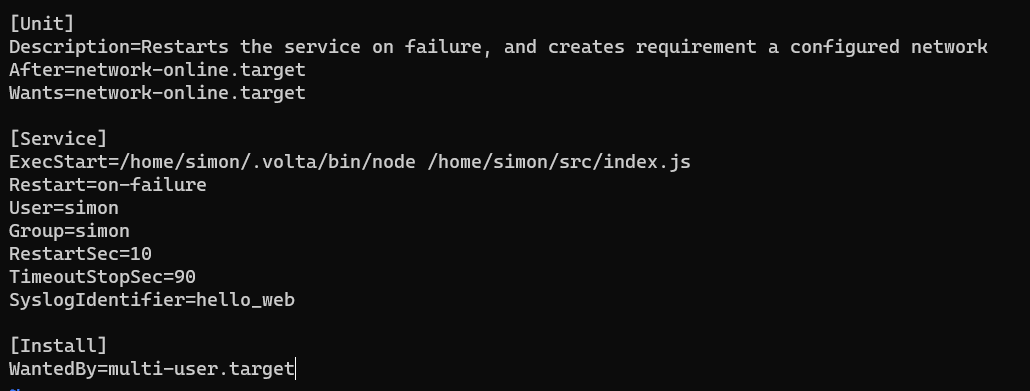 [Unit]
Description=Restarts the service on failure, and creates requirement a configured network
After=network-online.target
Wants=network-online.target
[Service]
ExecStart=/home/simon/.volta/bin/node /home/simon/src/index.js
Restart=on-failure
User=simon
Group=simon
RestartSec=10
TimeoutStopSec=90
SyslogIdentifier=hello_web
[Install]
WantedBy=multi-user.target